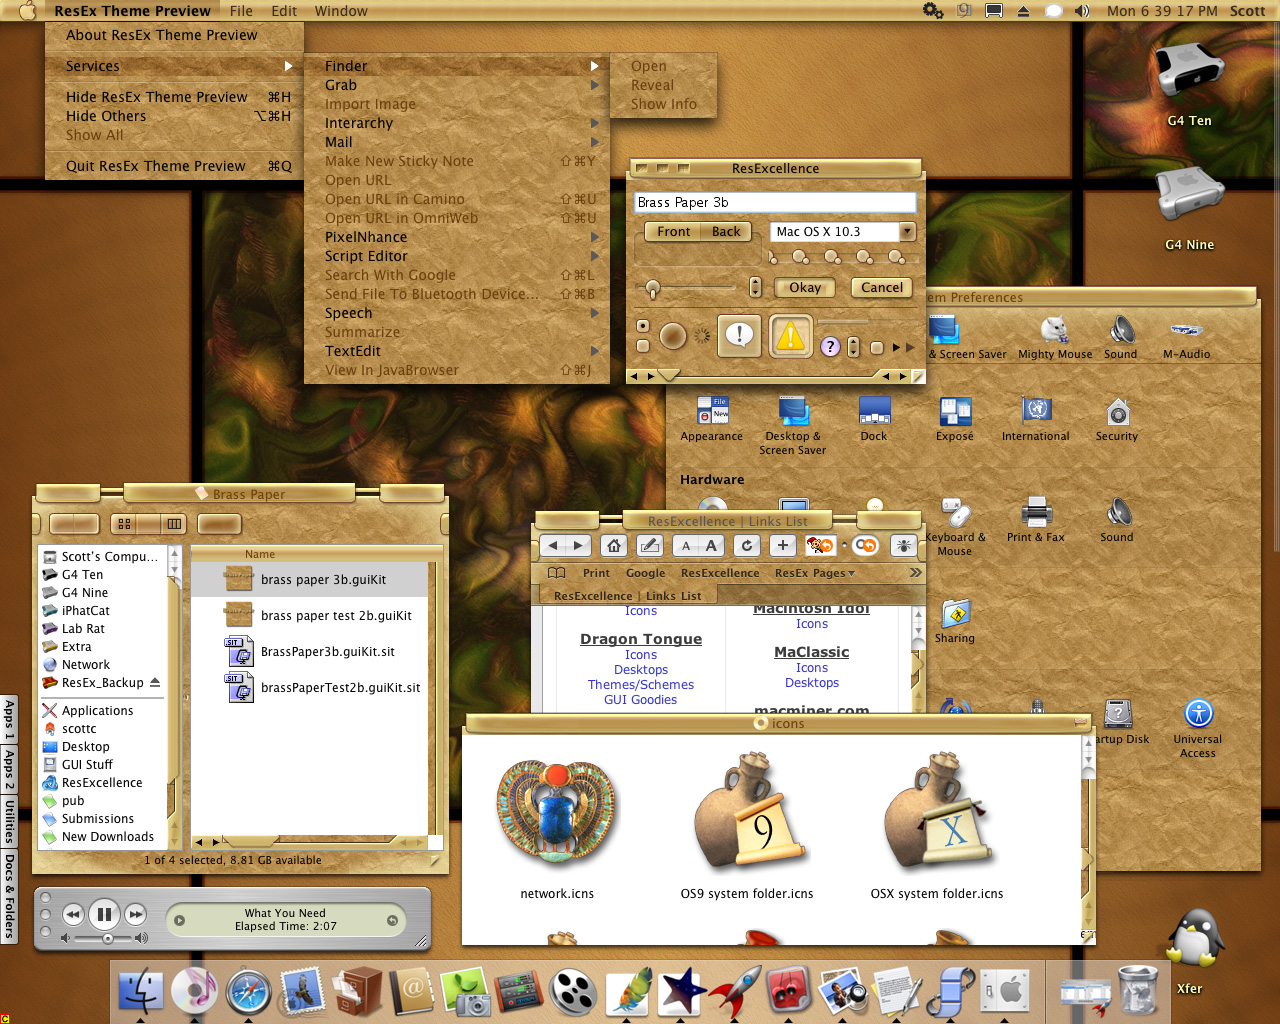 ResEx Theme Preview File Edit Window
Mon 6 39 17 PM Scott
About ResEx Theme Preview
Services
Hide ResEx Theme Preview ⌘H
Hide Others ⌥⌘H
Show All
Quit ResEx Theme Preview ⌘Q
Finder
Grab
Import Image
Interarchy
Mail
Make New Sticky Note ⇧⌘Y
Open URL
Open URL in Camino ⇧⌘U
Open URL in OmniWeb ⇧⌘U
PixelNhance
Script Editor
Search With Google ⇧⌘L
Send File To Bluetooth Device... ⇧⌘B
Speech
Summarize
TextEdit
View In JavaBrowser ⇧⌘J
Open
Reveal
Show Info
G4 Ten
G4 Nine
ResExcellence
Brass Paper 3b
Front Back
Mac OS X 10.3
Okay Cancel
em Preferences
& Screen Saver Mighty Mouse Sound M-Audio
Appearance
Desktop &
Screen Saver
Dock
Exposé
International
Security
Hardware
Keyboard &
Mouse
Print & Fax
Sound
Sharing
artup Disk
Universal
Access
Brass Paper
Name
Scott's Compu...
G4 Ten
G4 Nine
iPhatCat
Lab Rat
Extra
Network
ResEx_Backup
Applications
scottc
Desktop
GUI Stuff
ResExcellence
pub
Submissions
New Downloads
brass paper 3b.guiKit
brass paper test 2b.guiKit
BrassPaper3b.guiKit.sit
brassPaperTest2b.guiKit.sit
1 of 4 selected, 8.81 GB available
ResExcellence | Links List
A A
Print Google ResExcellence ResEx Pages
ResExcellence | Links List
Icons
Dragon Tongue
Icons
Desktops
Themes/Schemes
GUI Goodies
Macintosh Idol
Icons
MaClassic
Icons
Desktops
macminer.com
icons
9
X
network.icns
OS9 system folder.icns
OSX system folder.icns
Apps 1
Apps 2
Utilities
Docs & Folders
What You Need
Elapsed Time: 2:07
Xfer